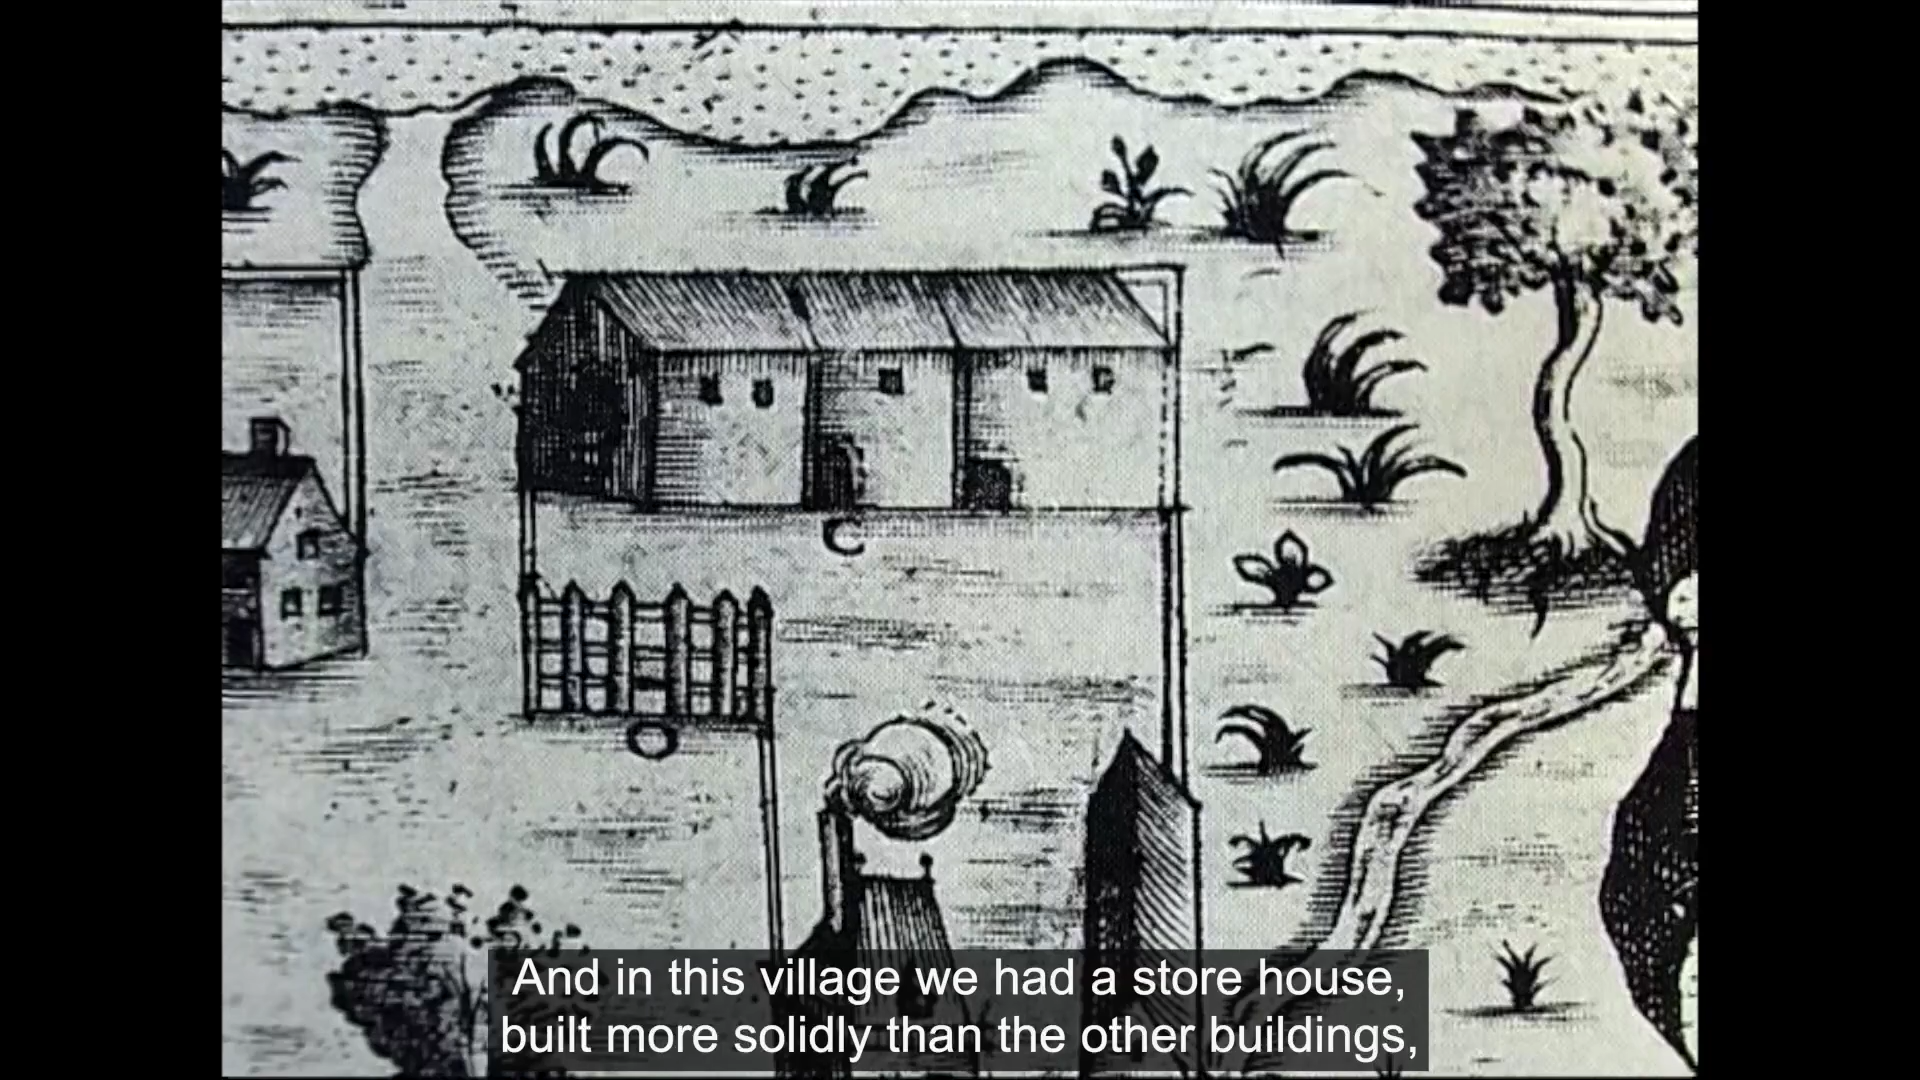 C
O
And in this village we had a store house,
built more solidly than the other buildings,